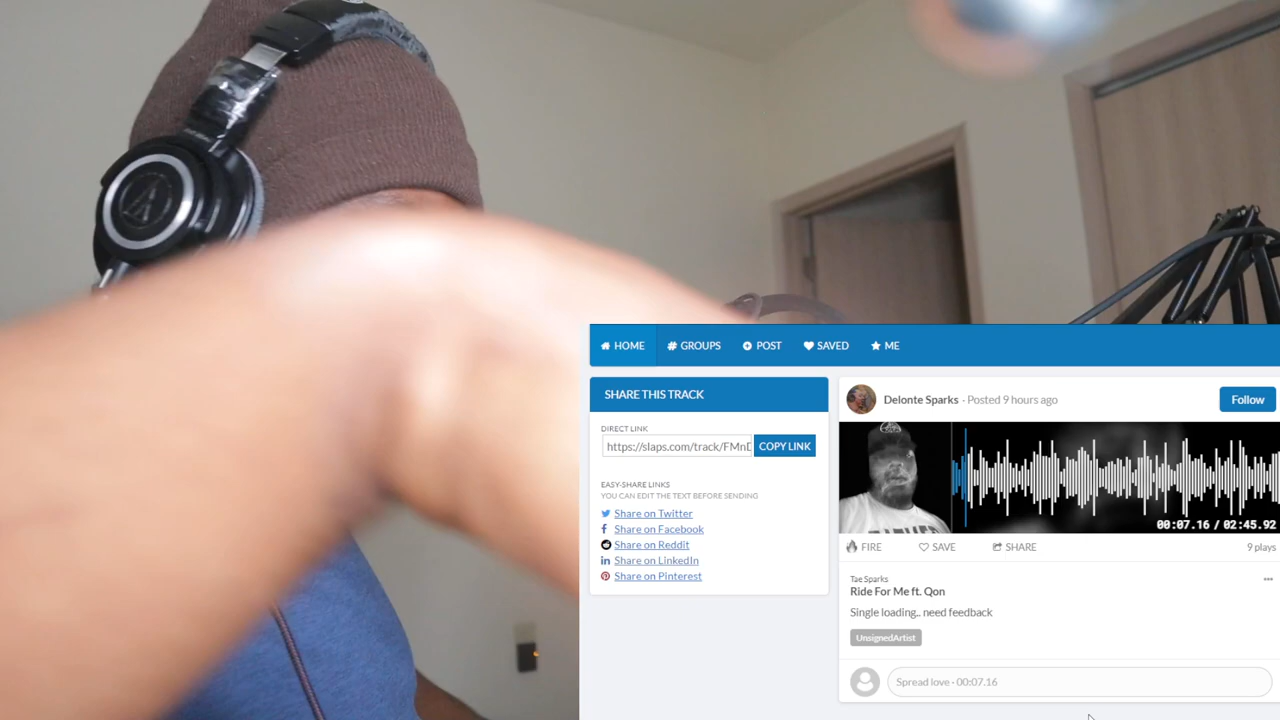 HOME
GROUPS
POST
SAVED
ME
SHARE THIS TRACK
DIRECT LINK
https://slaps.com/track/FMnD
COPY LINK
EASY-SHARE LINKS
YOU CAN EDIT THE TEXT BEFORE SENDING
Share on Twitter
Share on Facebook
Share on Reddit
Share on LinkedIn
Share on Pinterest
Delonte Sparks - Posted 9 hours ago
Follow
00:07.16 / 02:45.92
FIRE
SAVE
SHARE
9 plays
Tae Sparks
Ride For Me ft. Qon
Single loading.. need feedback
UnsignedArtist
Spread love · 00:07.16